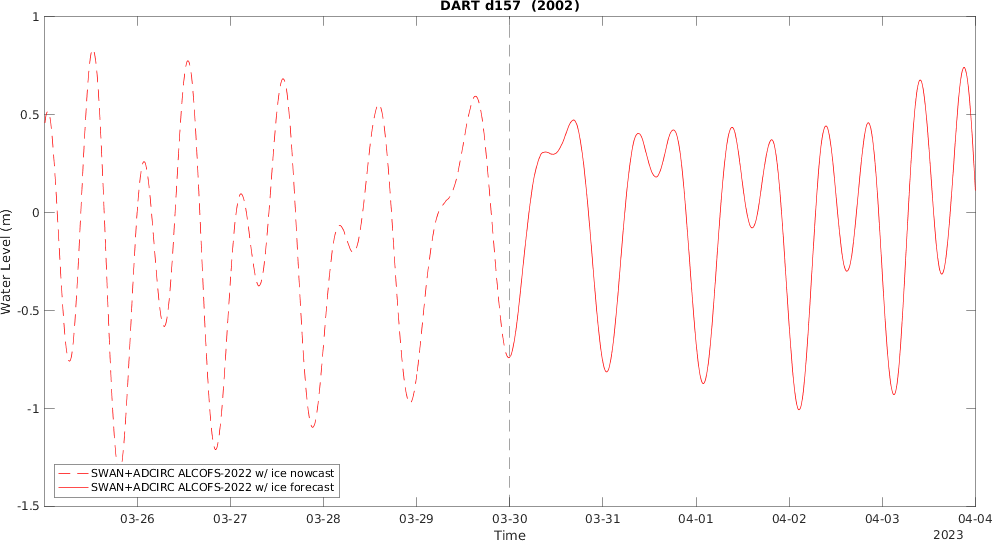 DART d157 (2002)
1
0.5
0
-0.5
-1
-1.5
Water Level (m)
SWAN+ADCIRC ALCOFS-2022 w/ ice nowcast
SWAN+ADCIRC ALCOFS-2022 w/ ice forecast
03-26 03-27 03-28 03-29 03-30 03-31 04-01 04-02 04-03 04-04
Time
2023